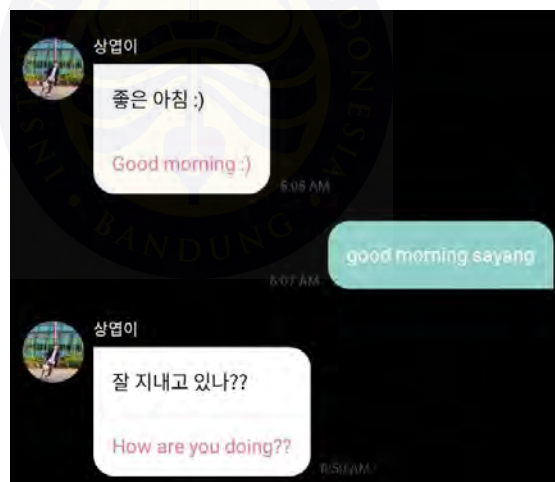 상엽이
좋은 아침 :)
Good morning :)
6:06 AM
good morning sayang
6:07 AM
상엽이
잘 지내고 있나??
How are you doing??
BANDUNG